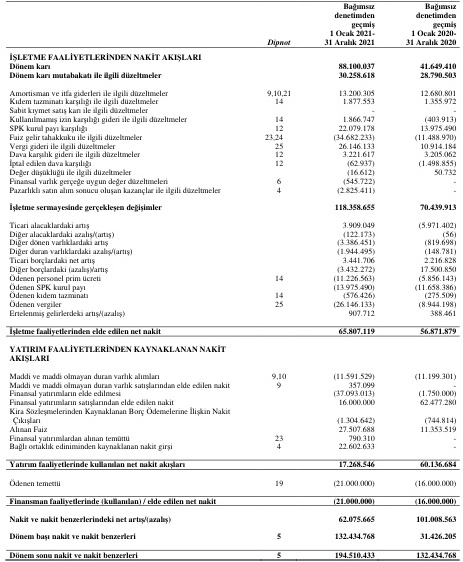 Bağımsız Bağımsız
denetimden denetimden
geçmiş geçmiş
1 Ocak 2021- 1 Ocak 2020-
Dipnot 31 Aralık 2021 31 Aralık 2020
İŞLETME FAALİYETLERİNDEN NAKİT AKIŞLARI
Dönem karı 88.100.037 41.649.410
Dönem karı mutabakatı ile ilgili düzeltmeler 30.258.618 28.790.503
Amortisman ve itfa giderleri ile ilgili düzeltmeler 9,10,21 13.200.305 12.680.801
Kıdem tazminatı karşılığı ile ilgili düzeltmeler 14 1.877.553 1.355.972
Sabit kıymet satış karı ile ilgili düzeltmeler - -
Kullanılmamış izin karşılığı gideri ile ilgili düzeltmeler 14 1.866.747 (403.913)
SPK kurul payı karşılığı 12 22.079.178 13.975.490
Faiz gelir tahakkuku ile ilgili düzeltmeler 23,24 (34.682.233) (11.488.970)
Vergi gideri ile ilgili düzeltmeler 25 26.146.133 10.914.184
Dava karşılık gideri ile ilgili düzeltmeler 12 3.221.617 3.205.062
İptal edilen dava karşılığı 12 (62.937) (1.498.855)
Değer düşüklüğü ile ilgili düzeltmeler (16.612) 50.732
Finansal varlık gerçeğe uygun değer düzeltmeleri 6 (545.722) -
Pazarlıklı satın alım sonucu oluşan kazançlar ile ilgili düzeltmeler 4 (2.825.411) -
İşletme sermayesinde gerçekleşen değişimler 118.358.655 70.439.913
Ticari alacaklardaki artış 3.909.049 (5.971.402)
Diğer alacaklardaki azalış/(artış) (122.173) (56)
Diğer dönen varlıklardaki artış (3.386.451) (819.698)
Diğer duran varlıklardaki azalış/(artış) (1.944.495) (148.781)
Ticari borçlardaki net artış 3.441.706 2.216.828
Diğer borçlardaki (azalış)/artış (3.432.272) 17.500.850
Ödenen personel prim ücreti 14 (11.226.563) (5.856.143)
Ödenen SPK kurul payı (13.975.490) (11.658.386)
Ödenen kıdem tazminatı 14 (576.426) (275.509)
Ödenen vergiler 25 (26.146.133) (8.944.198)
Ertelenmiş gelirlerdeki artış/(azalış) 907.712 388.461
İşletme faaliyetlerinden elde edilen net nakit 65.807.119 56.871.879
YATIRIM FAALİYETLERİNDEN KAYNAKLANAN NAKİT
AKIŞLARI
Maddi ve maddi olmayan duran varlık alımları 9,10 (11.591.529) (11.199.301)
Maddi ve maddi olmayan duran varlık satışlarından elde edilen nakit 9 357.099 -
Finansal yatırımların elde edilmesi (37.093.013) (1.750.000)
Finansal yatırımların satışlarından elde edilen nakit 16.000.000 62.477.280
Kira Sözleşmelerinden Kaynaklanan Borç Ödemelerine İlişkin Nakit
Çıkışları (1.304.642) (744.814)
Alınan Faiz 27.507.688 11.353.519
Finansal yatırımlardan alınan temüttü 23 790.310 -
Bağlı ortaklık ediniminden kaynaklanan nakit girşi 4 22.602.633 -
Yatırım faaliyetlerinde kullanılan net nakit akışları 17.268.546 60.136.684
Ödenen temettü 19 (21.000.000) (16.000.000)
Finansman faaliyetlerinde (kullanılan) / elde edilen net nakit (21.000.000) (16.000.000)
Nakit ve nakit benzerlerindeki net artış/(azalış) 62.075.665 101.008.563
Dönem başı nakit ve nakit benzerleri 5 132.434.768 31.426.205
Dönem sonu nakit ve nakit benzerleri 5 194.510.433 132.434.768